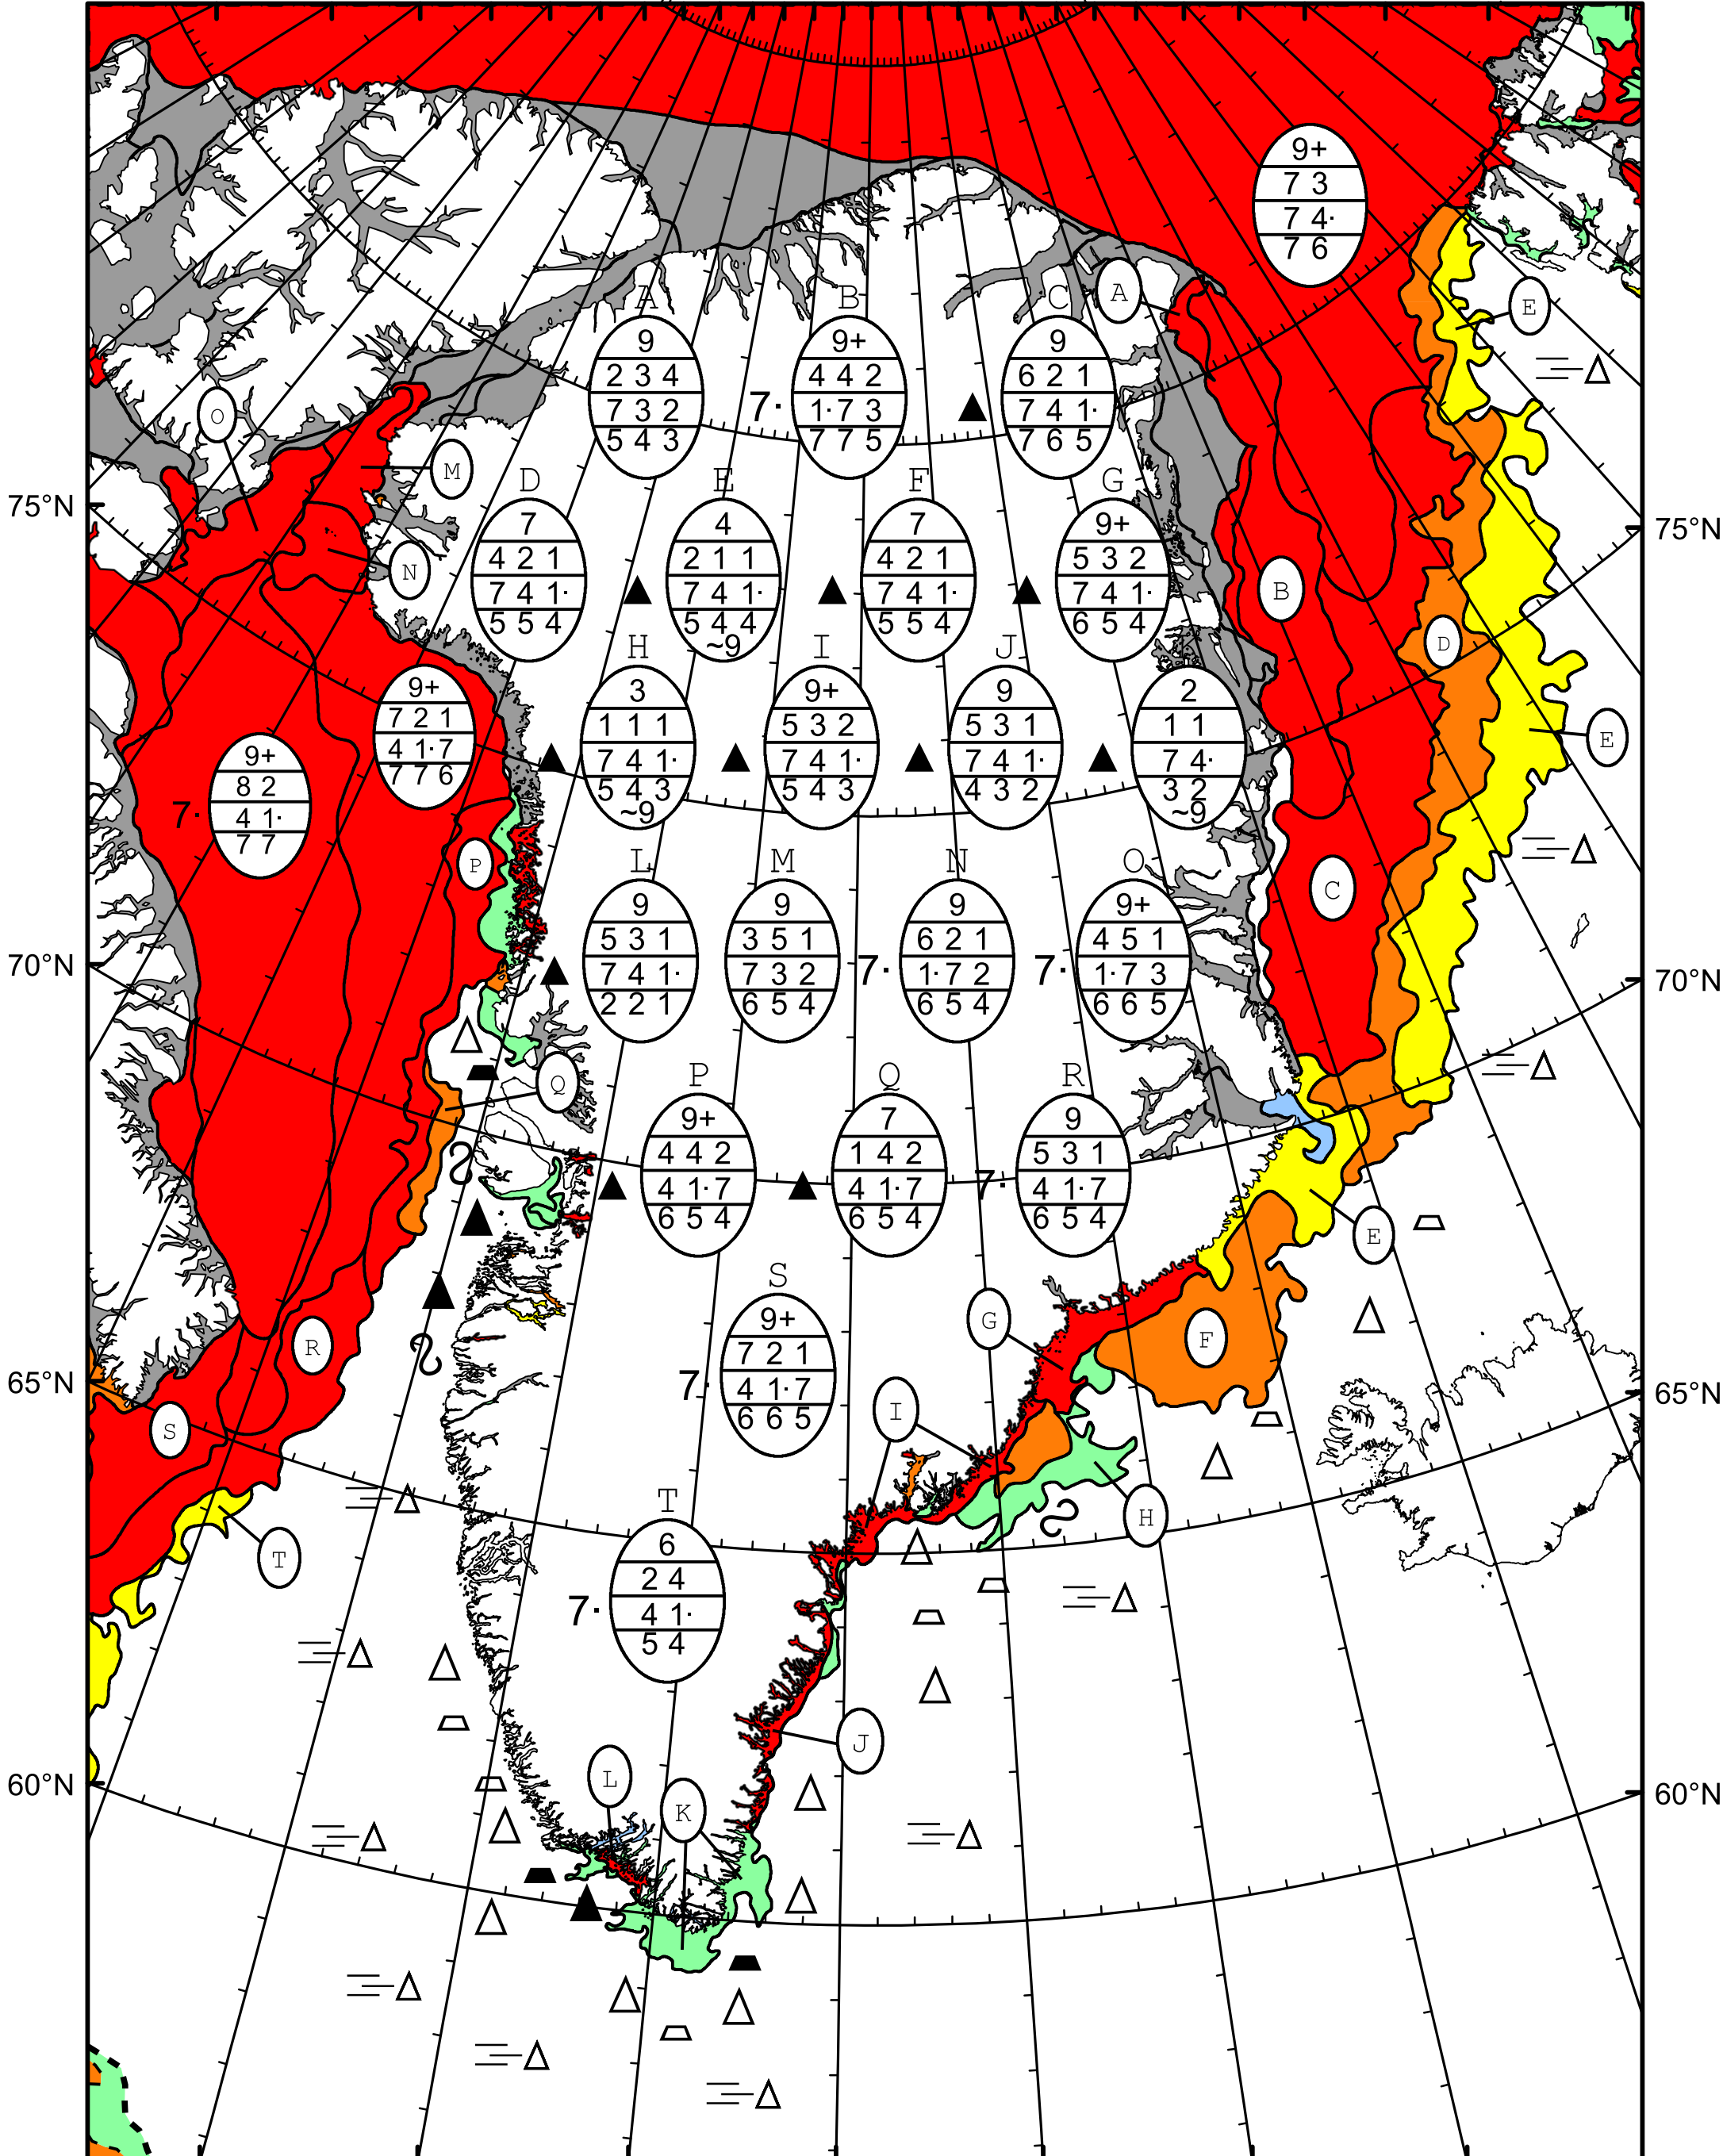 9+
7 3
7 4·
7 6
A B C A
E
9 9+ 9
2 3 4 4 4 2 6 2 1
7 3 2 7· 1·7 3 7 4 1·
5 4 3 7 7 5 7 6 5
O
M
D E F G
75°N 75°N
7 4 7 9+
4 2 1 2 1 1 4 2 1 5 3 2
7 4 1· 7 4 1· 7 4 1· 7 4 1·
5 5 4 5 4 4 5 5 4 6 5 4
~9
N
B
D
H I J
9+ 3 9+ 9 2
7 2 1 1 1 1 5 3 2 5 3 1 1 1
4 1·7 7 4 1· 7 4 1· 7 4 1· 7 4·
7 7 6 5 4 3 5 4 3 4 3 2 3 2
~9 ~9
E
9+
8 2
7· 4 1·
7 7
P
C
L M N O
9 9 9 9+
5 3 1 3 5 1 6 2 1 4 5 1
7 4 1· 7 3 2 7· 1·7 2 7· 1·7 3
2 2 1 6 5 4 6 5 4 6 6 5
70°N 70°N
Q
P Q R
9+ 7 9
4 4 2 1 4 2 5 3 1
4 1·7 4 1·7 7· 4 1·7
6 5 4 6 5 4 6 5 4
E
S
9+
7 2 1
7· 4 1·7
6 6 5
G
F
R
65°N 65°N
I
S
T
6
2 4
7· 4 1·
5 4
H
T
J
60°N 60°N
L
K